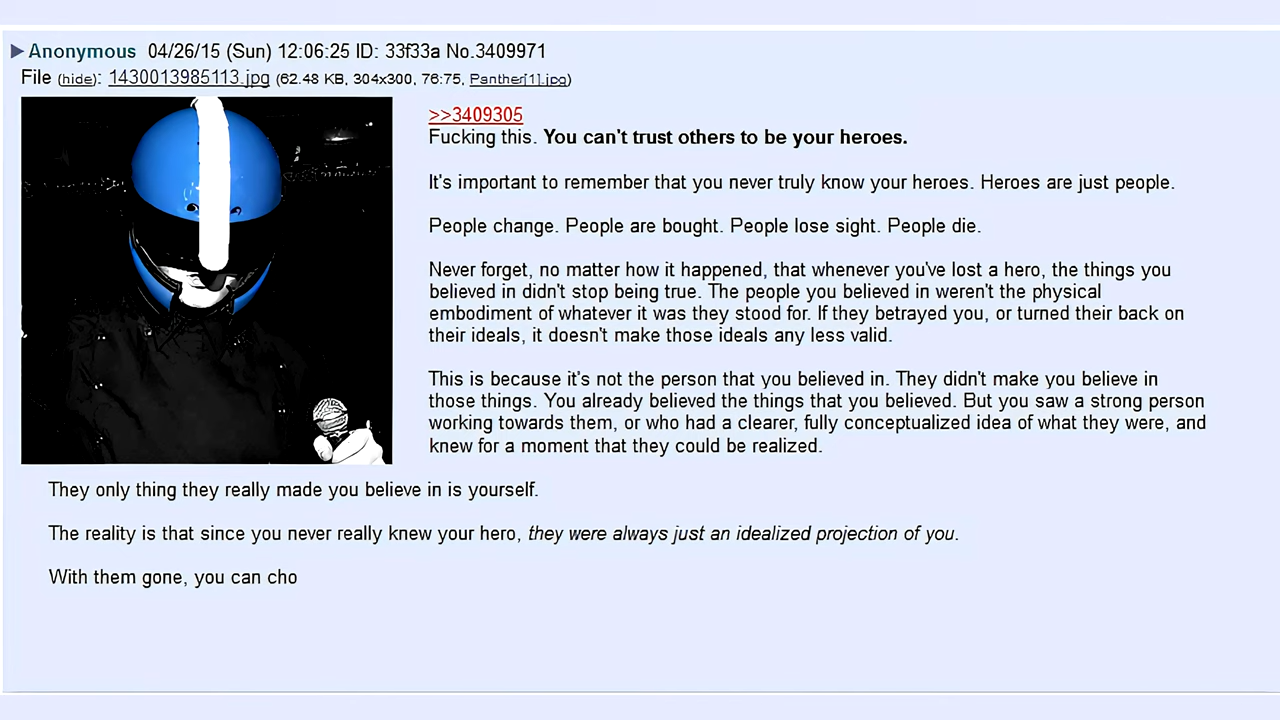 ▶ Anonymous 04/26/15 (Sun) 12:06:25 ID: 33f33a No.3409971
File (hide): 1430013985113.jpg (62.48 KB, 304x300, 76:75, Panther[1].jpg)
>>3409305
Fucking this. You can't trust others to be your heroes.
It's important to remember that you never truly know your heroes. Heroes are just people.
People change. People are bought. People lose sight. People die.
Never forget, no matter how it happened, that whenever you've lost a hero, the things you
believed in didn't stop being true. The people you believed in weren't the physical
embodiment of whatever it was they stood for. If they betrayed you, or turned their back on
their ideals, it doesn't make those ideals any less valid.
This is because it's not the person that you believed in. They didn't make you believe in
those things. You already believed the things that you believed. But you saw a strong person
working towards them, or who had a clearer, fully conceptualized idea of what they were, and
knew for a moment that they could be realized.
They only thing they really made you believe in is yourself.
The reality is that since you never really knew your hero, they were always just an idealized projection of you.
With them gone, you can cho